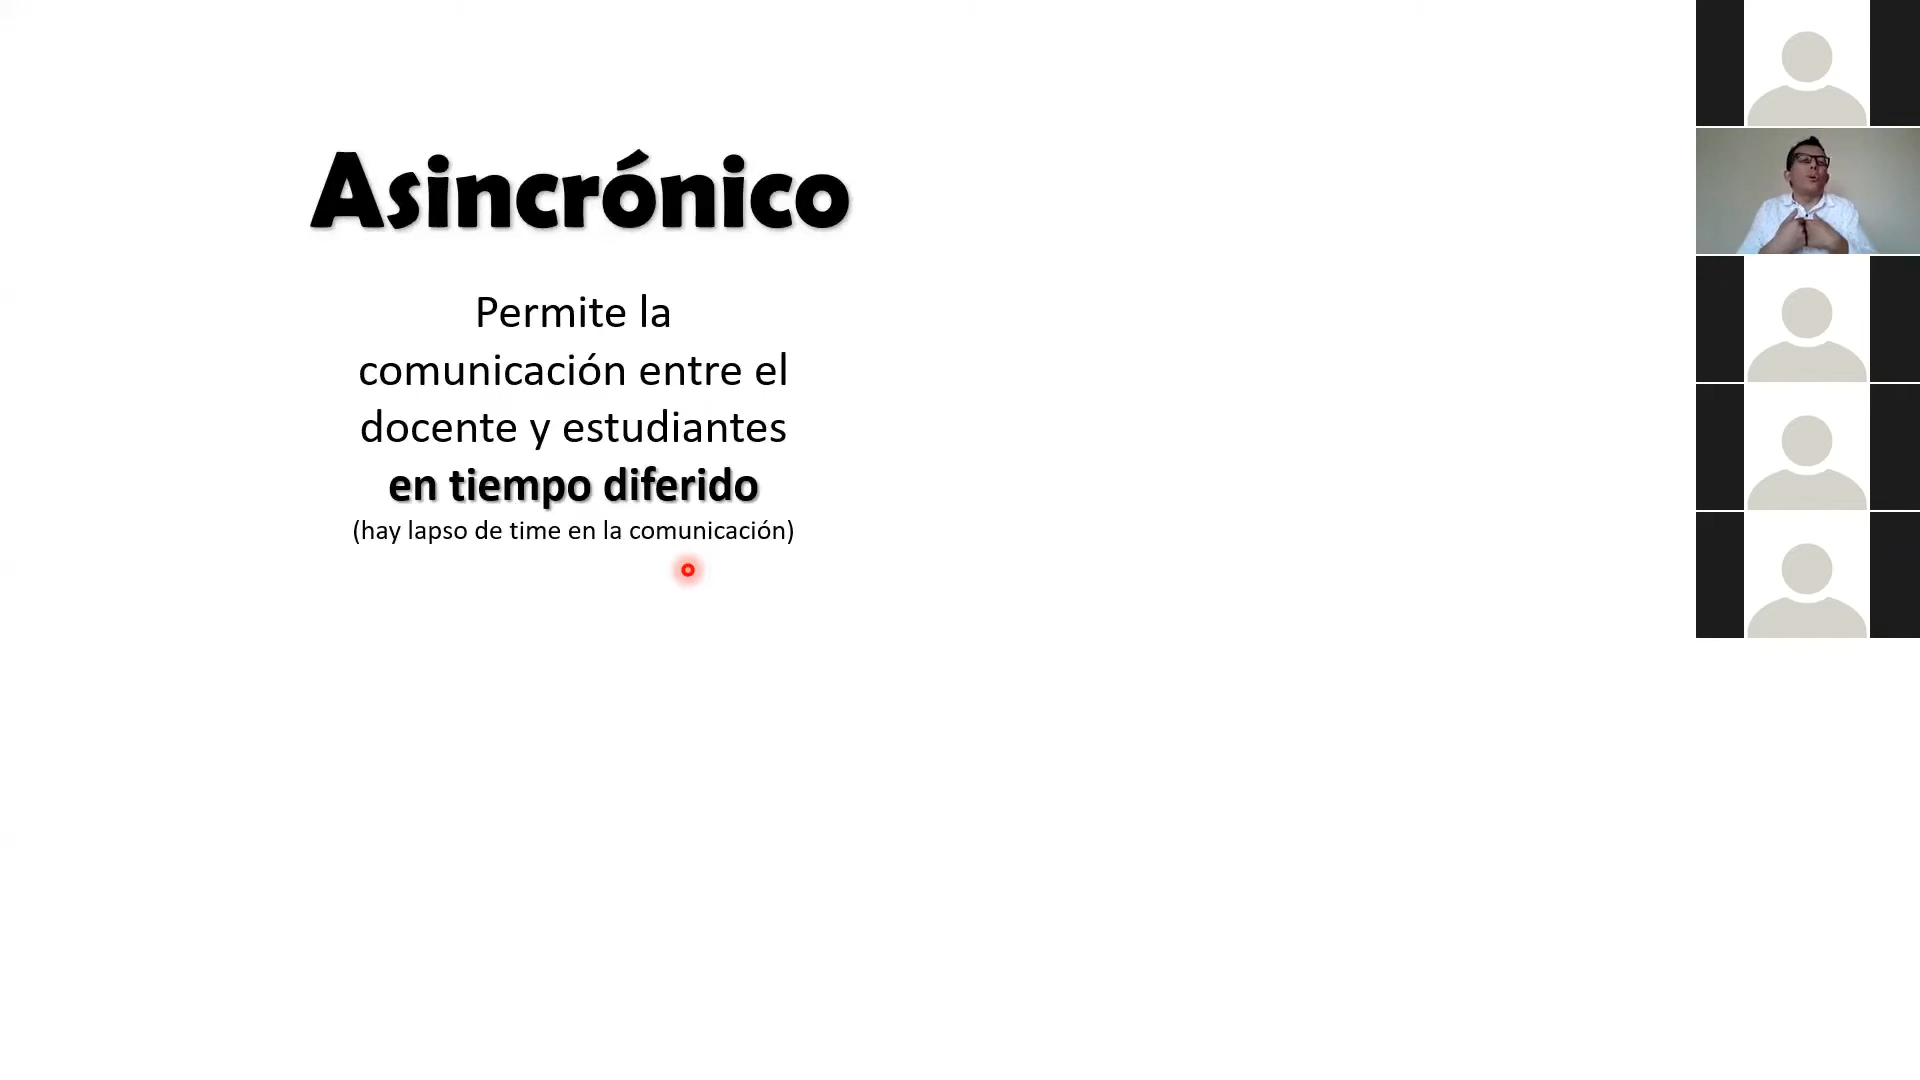 Asincrónico
Permite la
comunicación entre el
docente y estudiantes
en tiempo diferido
(hay lapso de time en la comunicación)